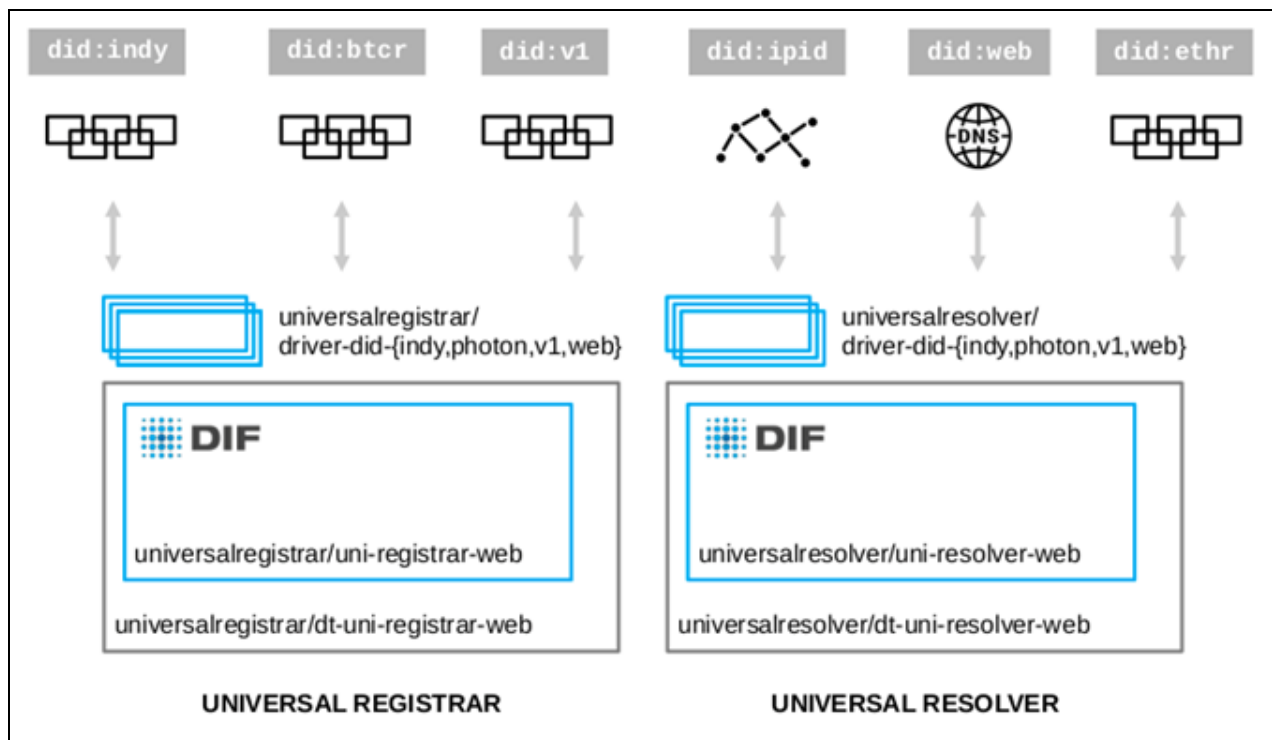 did:indy
did:btcr
did:v1
did:ipid
did:web
did:ethr
DNS
universalregistrar/
driver-did-{indy,photon,v1,web}
universalresolver/
driver-did-{indy,photon,v1,web}
DIF
universalregistrar/uni-registrar-web
universalregistrar/dt-uni-registrar-web
DIF
universalresolver/uni-resolver-web
universalresolver/dt-uni-resolver-web
UNIVERSAL REGISTRAR
UNIVERSAL RESOLVER